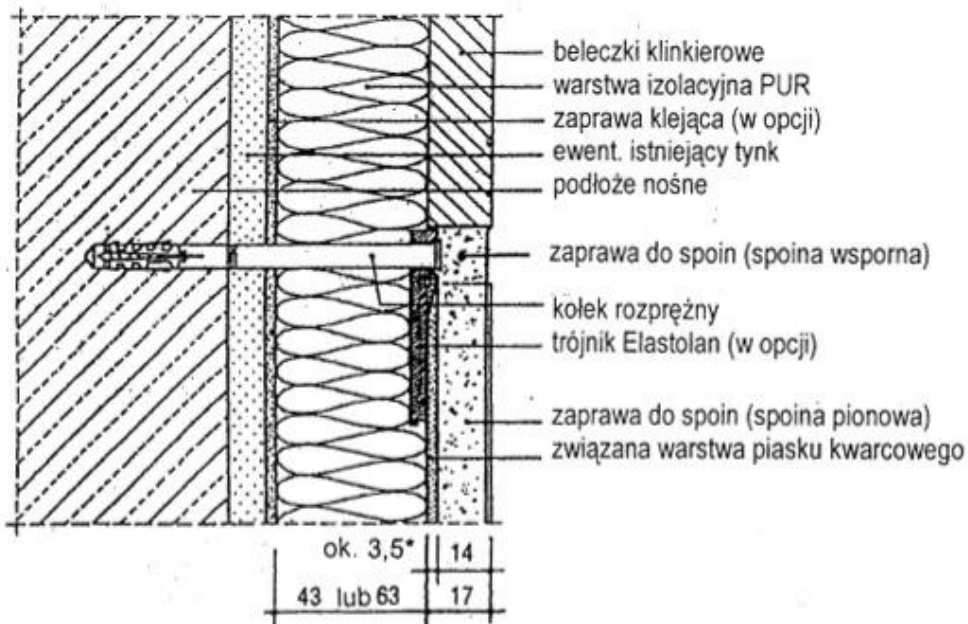 beleczki klinkierowe
warstwa izolacyjna PUR
zaprawa klejąca (w opcji)
ewent. istniejący tynk
podłoże nośne
zaprawa do spoin (spoina wsporna)
kołek rozprężny
trójnik Elastolan (w opcji)
zaprawa do spoin (spoina pionowa)
związana warstwa piasku kwarcowego
ok. 3,5* 14
43 lub 63 17